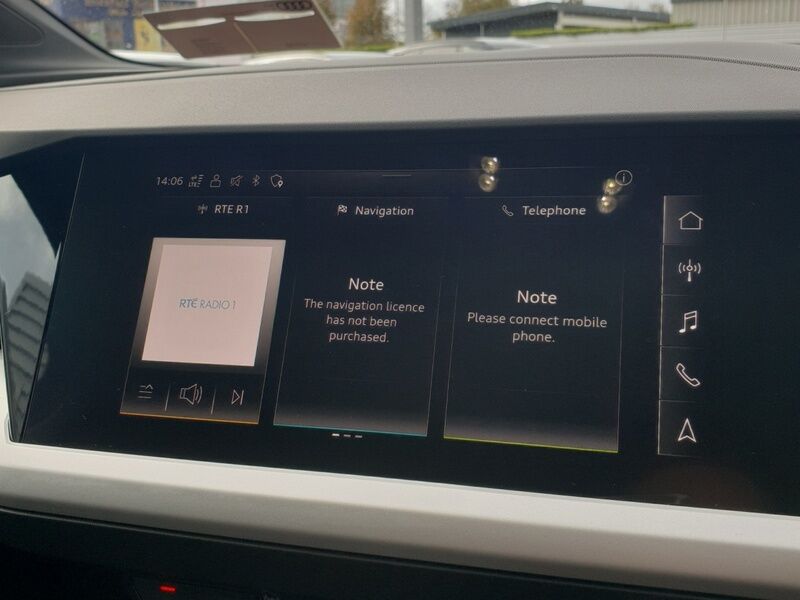 14:06 LTE
RTE R1
Navigation
Telephone
RTÉ RADIO 1
Note
The navigation licence
has not been
purchased.
Note
Please connect mobile
phone.